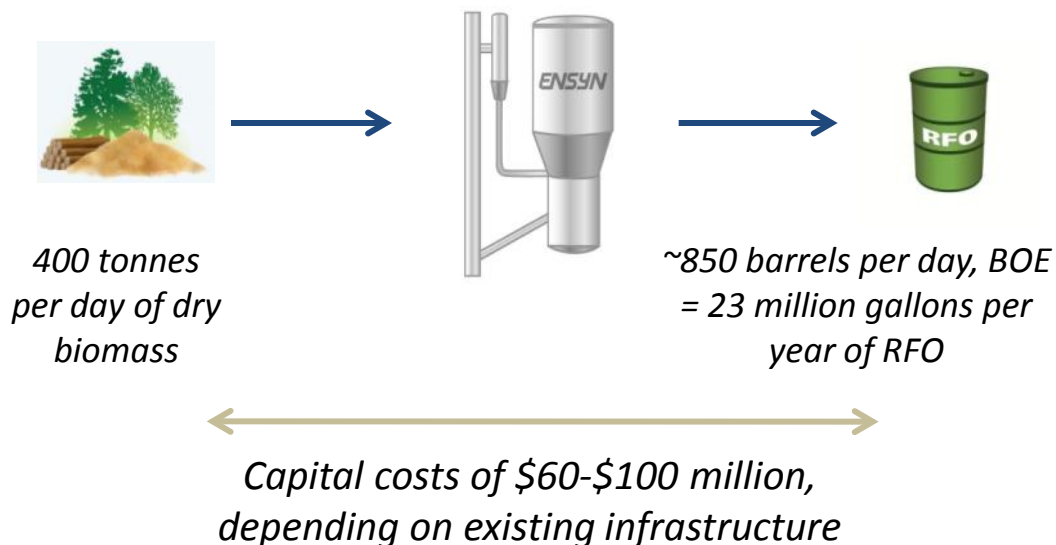 ENSYN
RFO
400 tonnes
per day of dry
biomass
~850 barrels per day, BOE
= 23 million gallons per
year of RFO
Capital costs of $60-$100 million,
depending on existing infrastructure